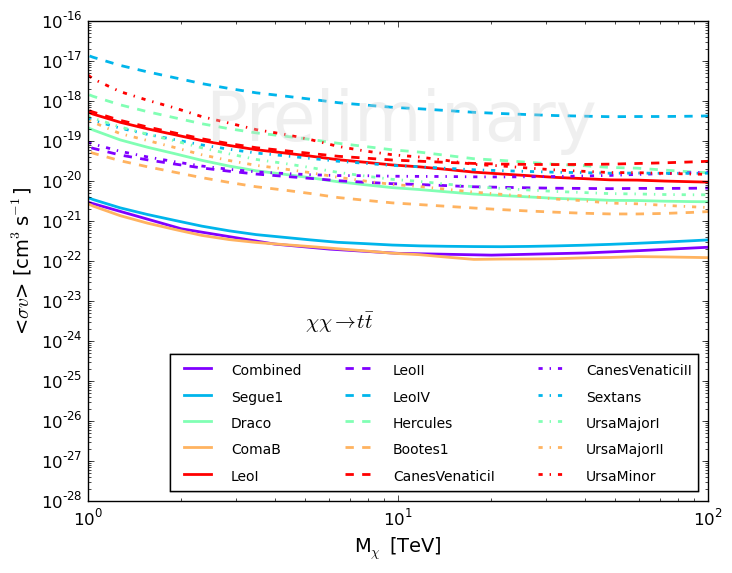 10^-16
10^-17
10^-18
10^-19
10^-20
10^-21
10^-22
10^-23
10^-24
10^-25
10^-26
10^-27
10^-28
<σv> [cm³ s⁻¹]
Preliminary
χχ→tt̄
Combined
Segue1
Draco
ComaB
LeoI
LeoII
LeoIV
Hercules
Bootes1
CanesVenaticiI
CanesVenaticiII
Sextans
UrsaMajorI
UrsaMajorII
UrsaMinor
10^0
10^1
10^2
M_χ [TeV]